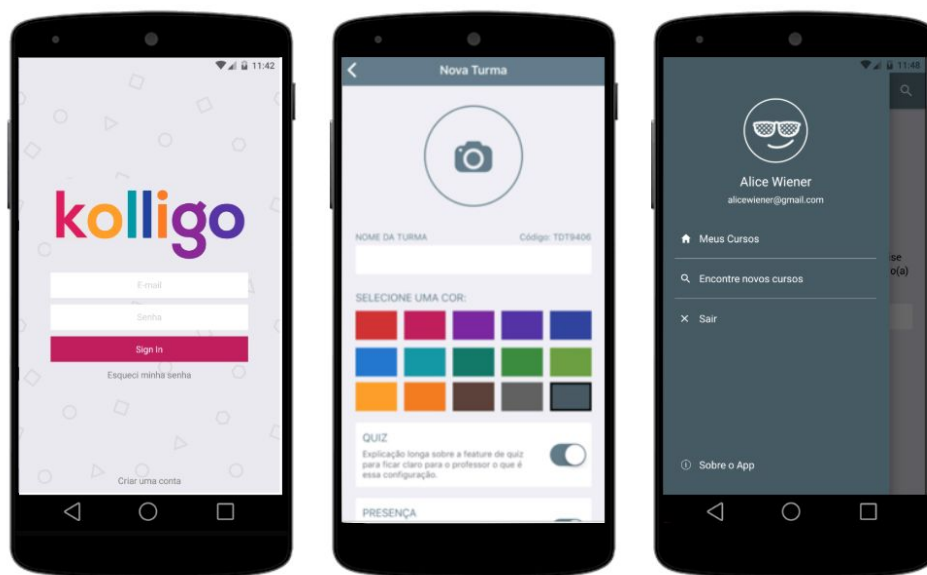 11:42
kolligo
E-mail
Senha
Sign In
Esqueci minha senha
Criar uma conta
Nova Turma
NOME DA TURMA
Código: TDT9406
SELECIONE UMA COR:
QUIZ
Explicação longa sobre a feature de quiz
para ficar claro para o professor o que é
essa configuração.
PRESENÇA
11:48
Alice Wiener
alicewiener@gmail.com
Meus Cursos
Encontre novos cursos
Sair
Sobre o App
o(a)